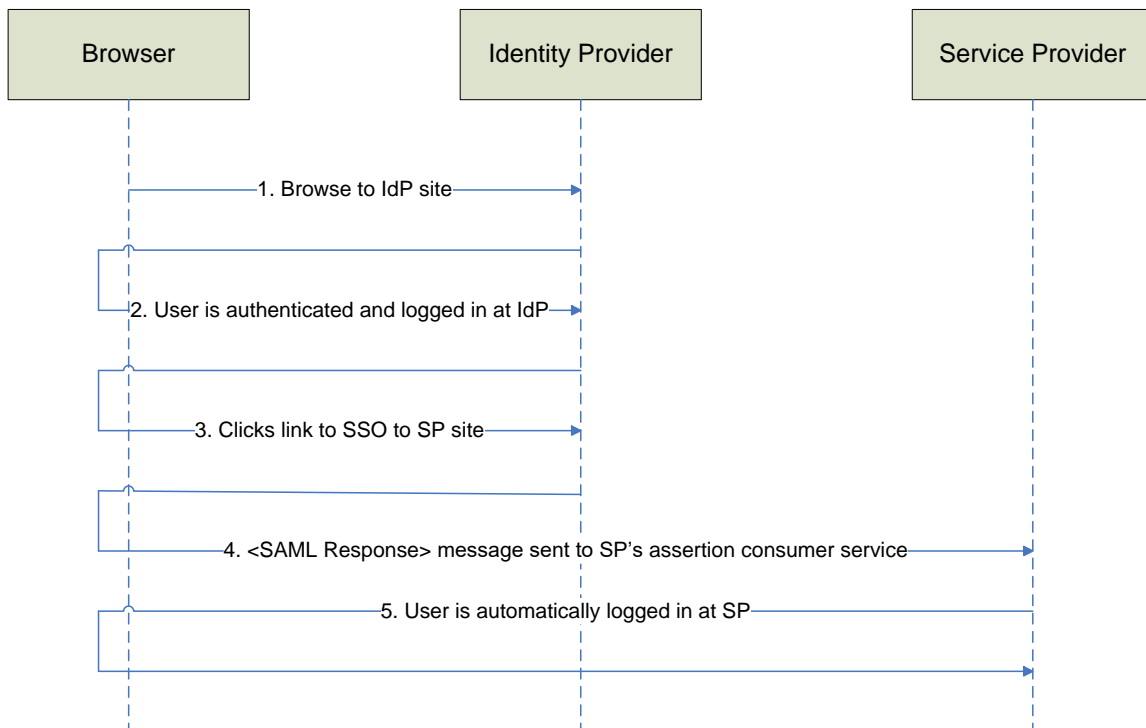 Browser
Identity Provider
Service Provider
1. Browse to IdP site
2. User is authenticated and logged in at IdP
3. Clicks link to SSO to SP site
4. <SAML Response> message sent to SP’s assertion consumer service
5. User is automatically logged in at SP